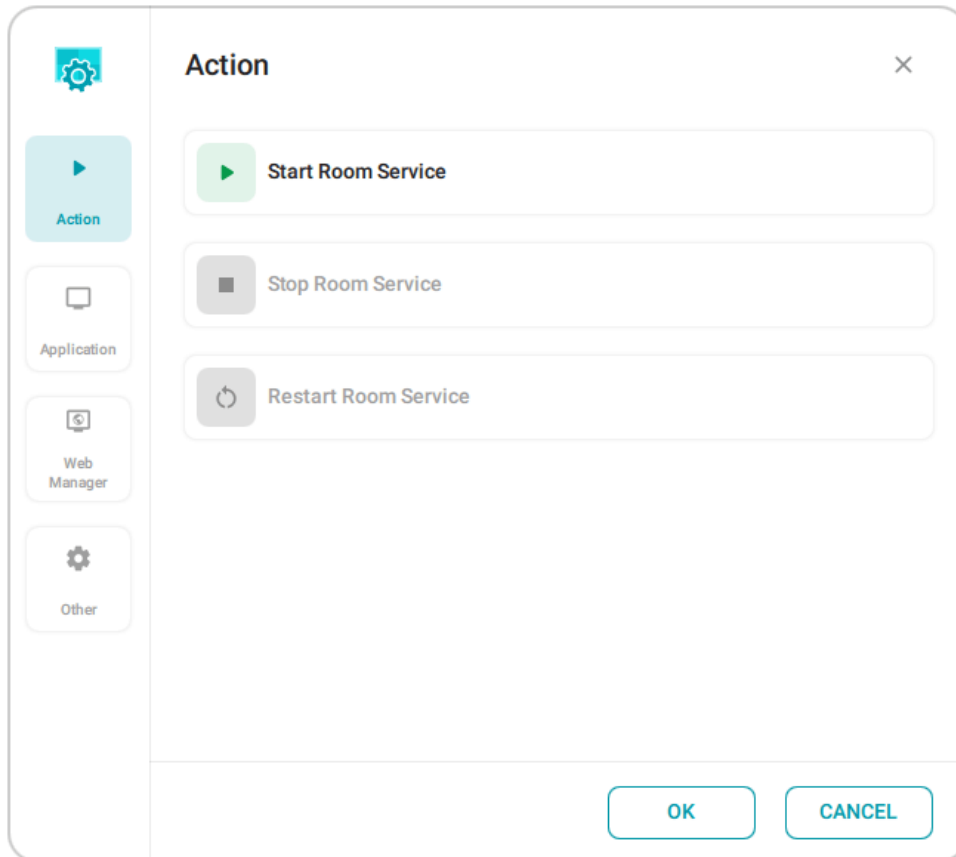 Action
Action
Start Room Service
Stop Room Service
Application
Restart Room Service
Web
Manager
Other
OK
CANCEL